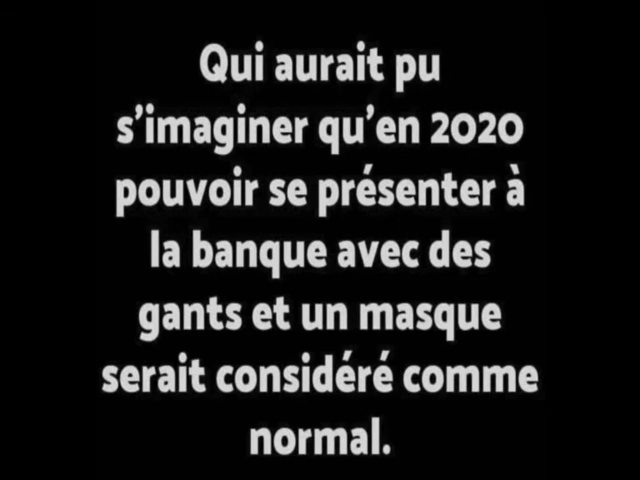 Qui aurait pu
s'imaginer qu'en 2020
pouvoir se présenter à
la banque avec des
gants et un masque
serait considéré comme
normal.